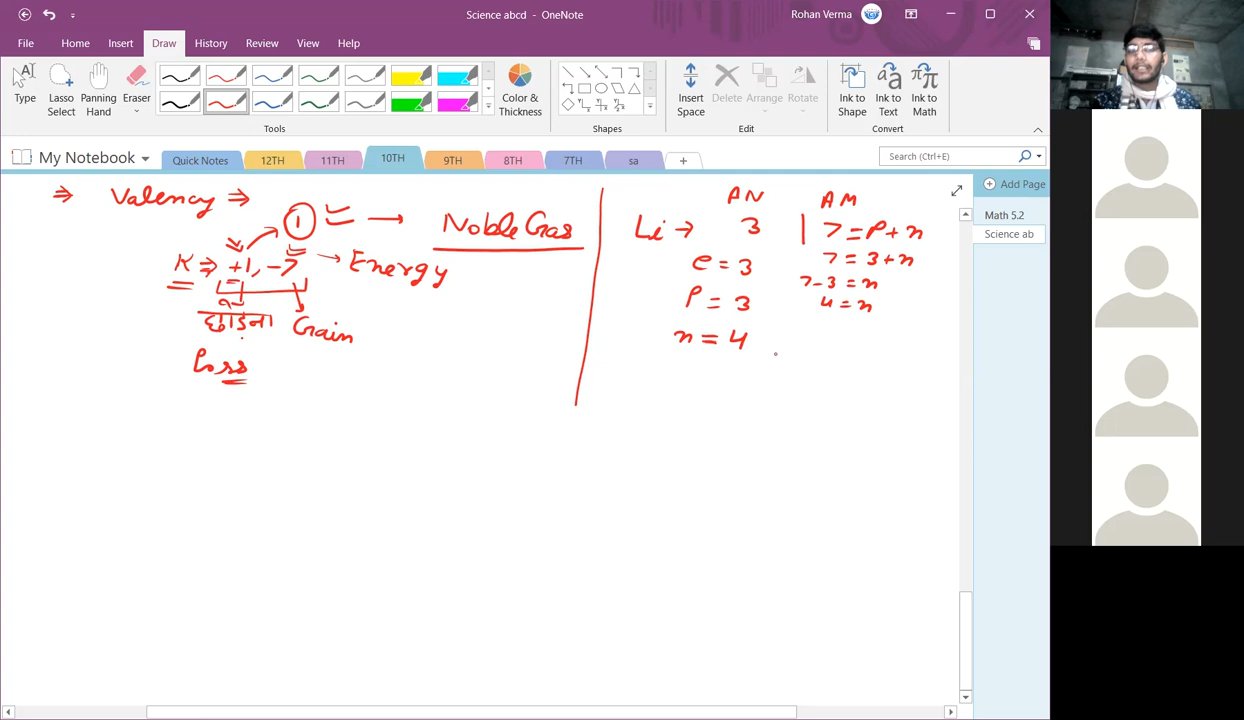 Science abcd - OneNote
Rohan Verma
File Home Insert Draw History Review View Help
Type
Lasso Select
Panning Hand
Eraser
Color & Thickness
Insert Space
Delete
Arrange
Rotate
Ink to Shape
Ink to Text
Ink to Math
Tools
Shapes
Edit
Convert
My Notebook
Quick Notes
12TH
11TH
10TH
9TH
8TH
7TH
sa
Search (Ctrl+E)
Add Page
Math 5.2
Science ab
⇒ Valency ⇒
1 → Noble Gas
K ⇒ +1, -7 → Energy
छोड़ना Gain
Loss
AN AM
Li → 3 | 7 = P + n
e = 3 7 = 3 + n
P = 3 7 - 3 = n
n = 4 4 = n